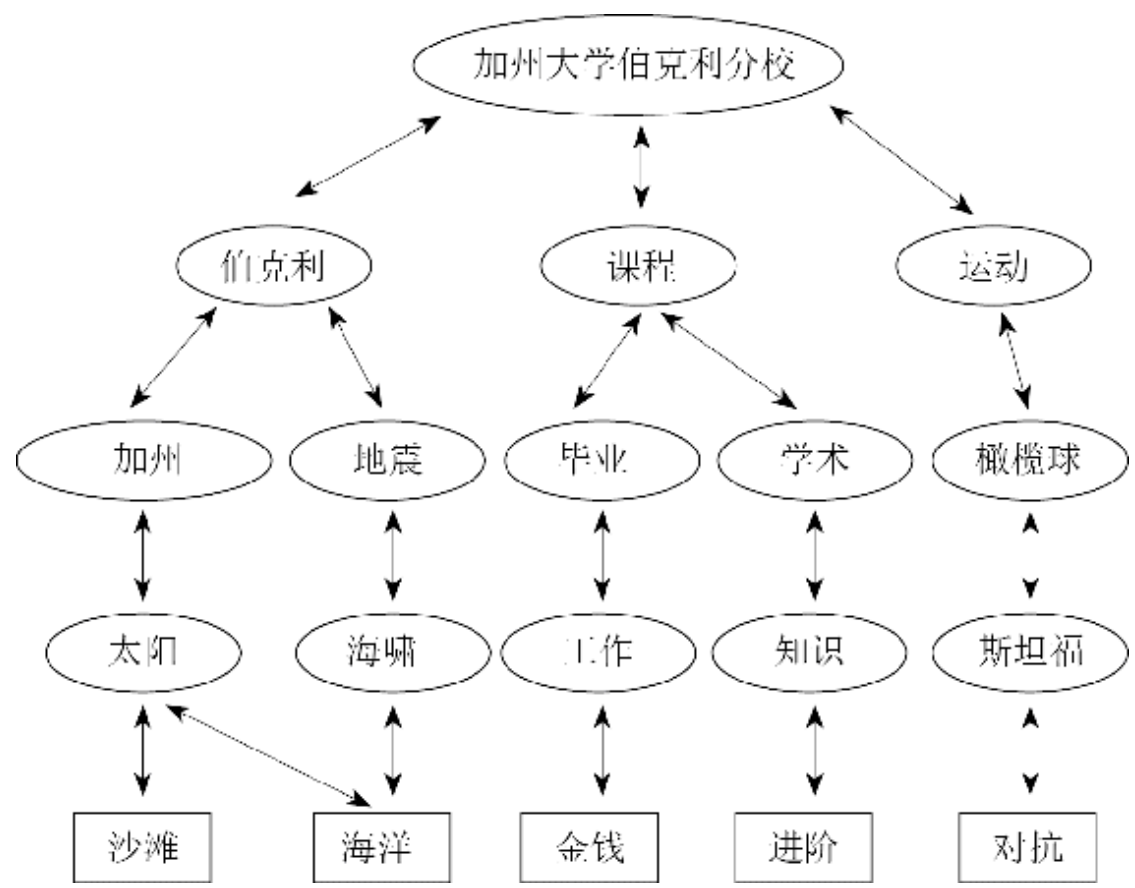 加州大学伯克利分校
伯克利
课程
运动
加州
地震
毕业
学术
橄榄球
太阳
海啸
工作
知识
斯坦福
沙滩
海洋
金钱
进阶
对抗